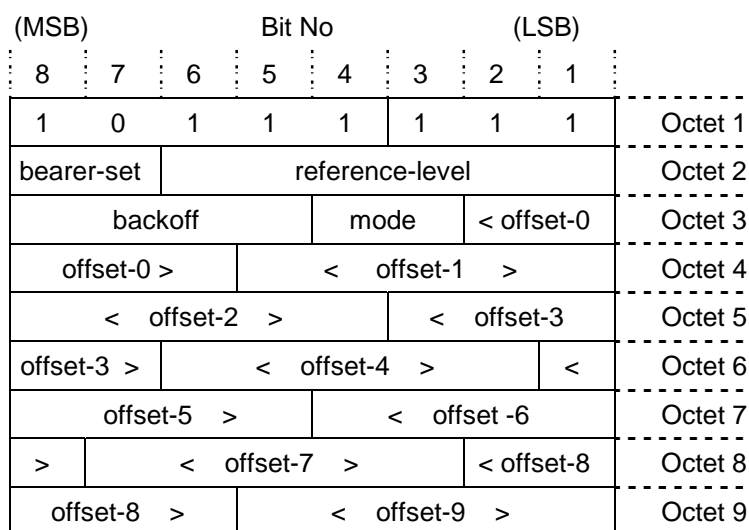 (MSB) Bit No (LSB)
8 7 6 5 4 3 2 1
1 0 1 1 1 1 1 1 Octet 1
bearer-set reference-level Octet 2
backoff mode < offset-0 Octet 3
offset-0 > < offset-1 > Octet 4
< offset-2 > < offset-3 Octet 5
offset-3 > < offset-4 > < Octet 6
offset-5 > < offset -6 Octet 7
> < offset-7 > < offset-8 Octet 8
offset-8 > < offset-9 > Octet 9